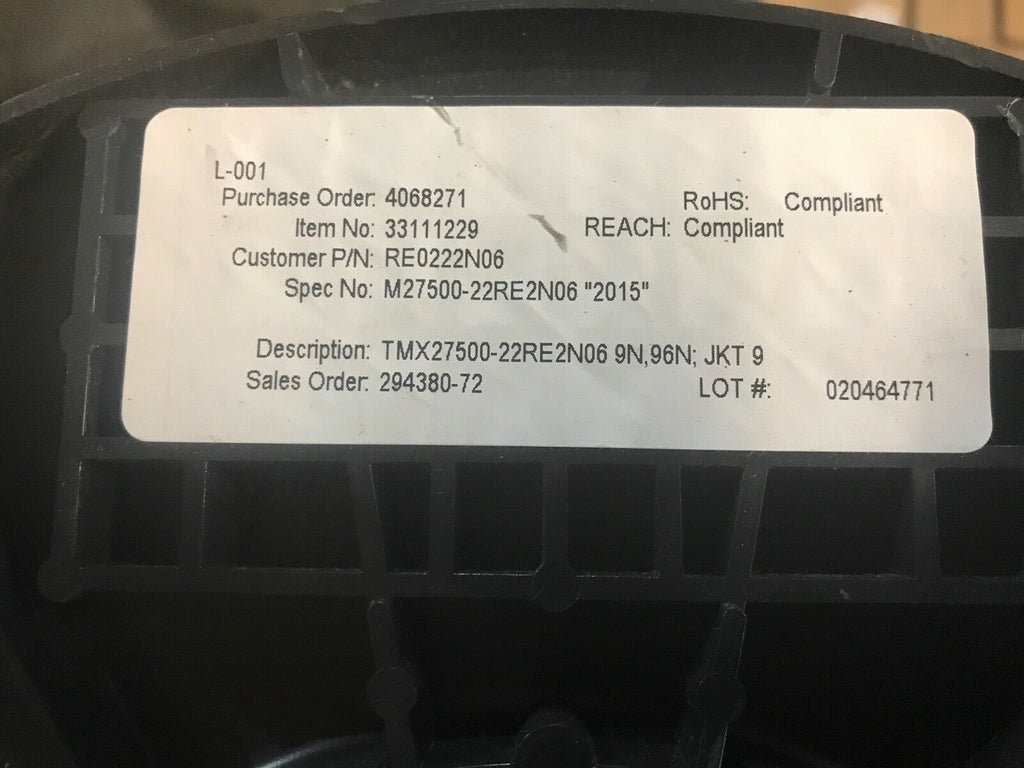 L-001
Purchase Order: 4068271 RoHS: Compliant
Item No: 33111229 REACH: Compliant
Customer P/N: RE0222N06
Spec No: M27500-22RE2N06 "2015"
Description: TMX27500-22RE2N06 9N,96N; JKT 9
Sales Order: 294380-72 LOT #: 020464771